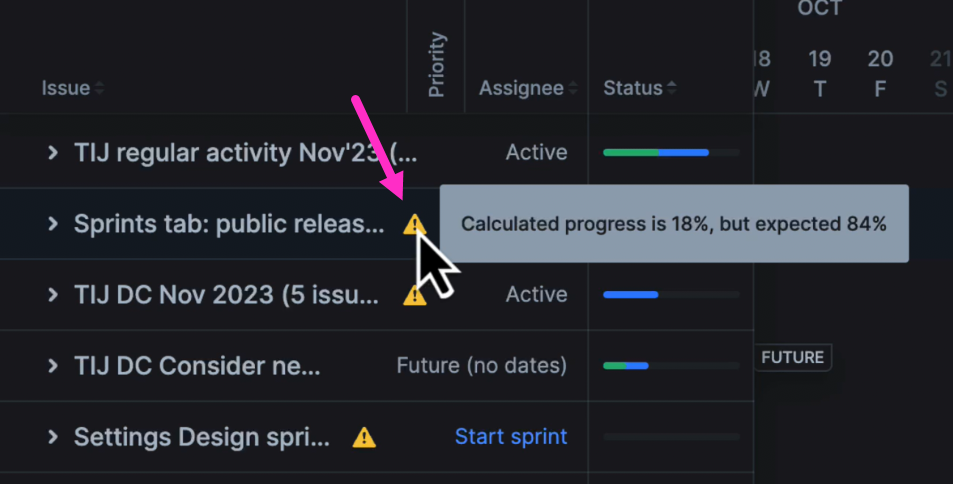 OCT
18 19 20 21
Issue Priority Assignee Status W T F S
TIJ regular activity Nov'23 (... Active
Sprints tab: public releas... Calculated progress is 18%, but expected 84%
TIJ DC Nov 2023 (5 issu... Active
TIJ DC Consider ne... Future (no dates) FUTURE
Settings Design spri... Start sprint